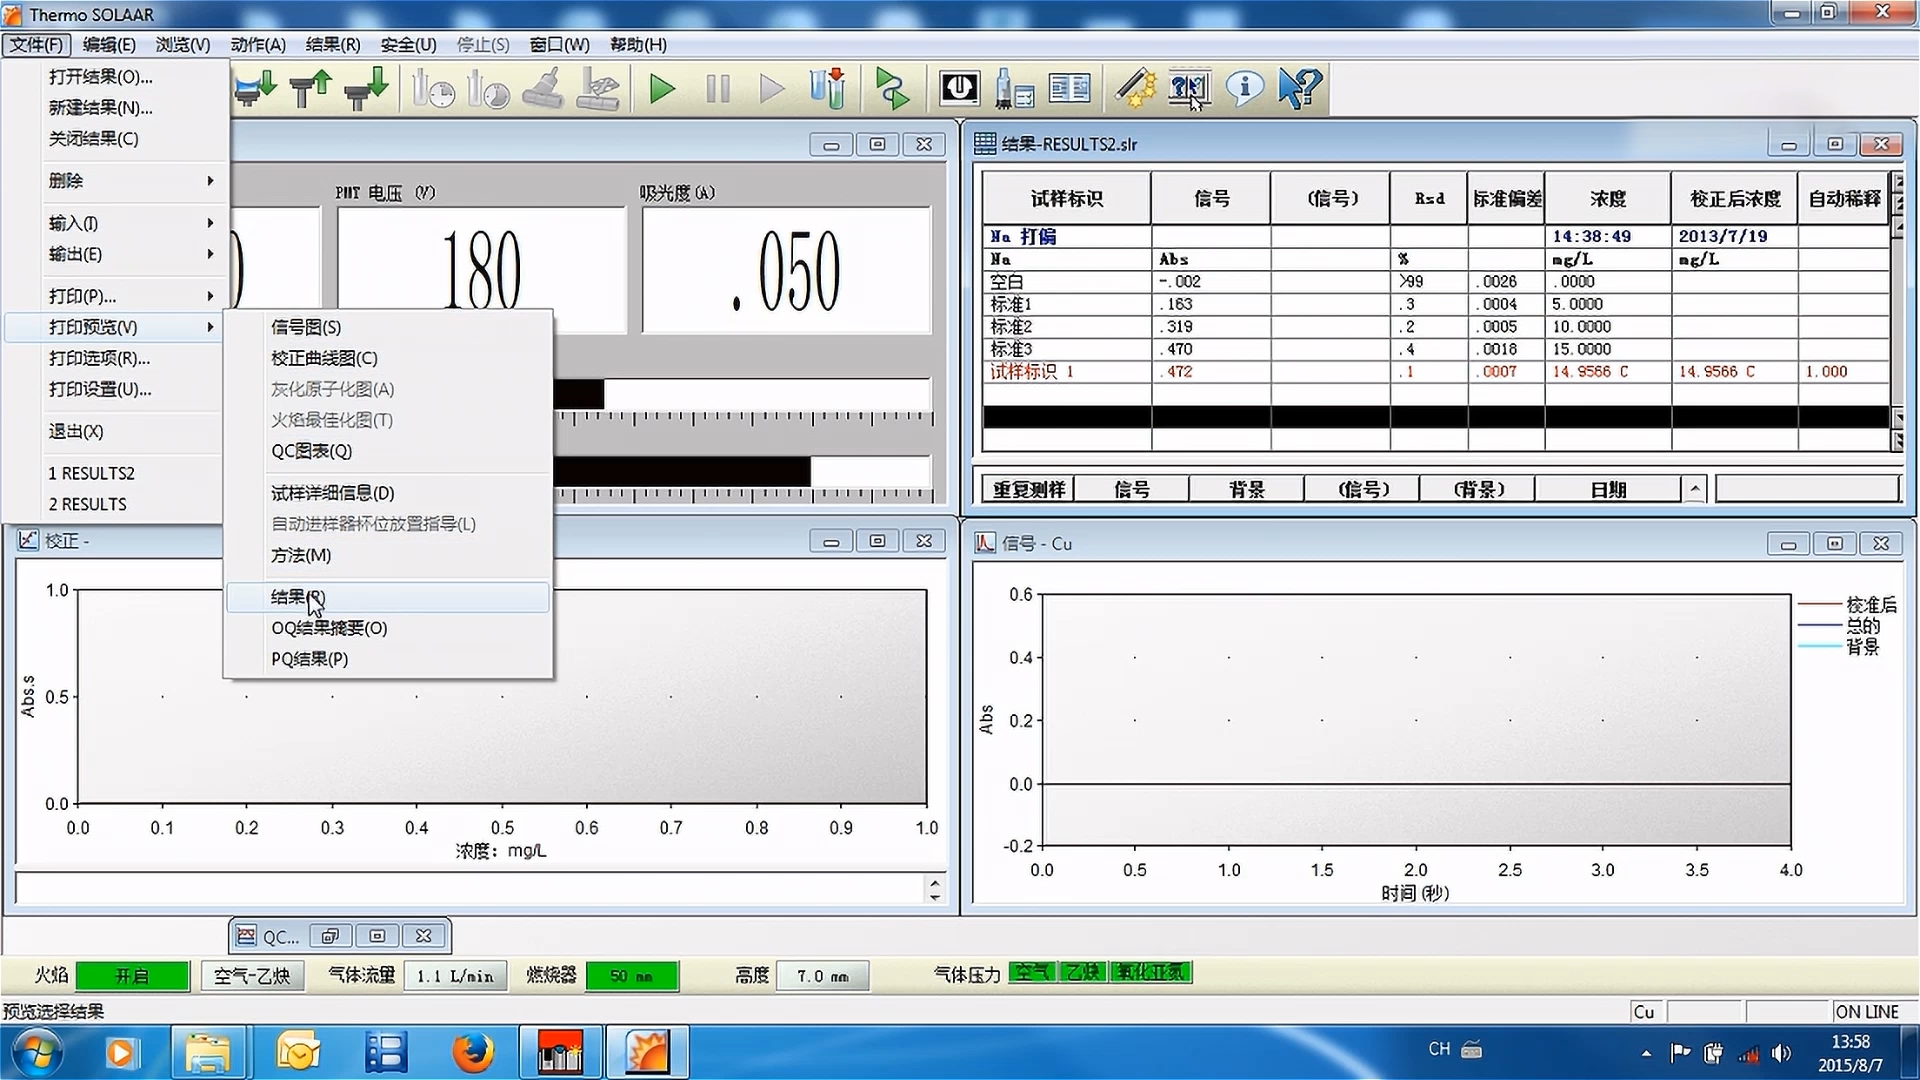 Thermo SOLAAR
文件(F) 编辑(E) 浏览(V) 动作(A) 结果(R) 安全(U) 停止(S) 窗口(W) 帮助(H)
打开结果(O)...
新建结果(N)...
关闭结果(C)
删除
输入(I)
输出(E)
打印(P)...
打印预览(V)
打印选项(R)...
打印设置(U)...
退出(X)
1 RESULTS2
2 RESULTS
信号图(S)
校正曲线图(C)
灰化原子化图(A)
火焰最佳化图(T)
QC图表(Q)
试样详细信息(D)
自动进样器杯位放置指导(L)
方法(M)
结果(R)
OQ结果摘要(O)
PQ结果(P)
PMT 电压 (V) 吸光度(A)
180 .050
结果-RESULTS2.slr
试样标识 信号 (信号) Rsd 标准偏差 浓度 校正后浓度 自动稀释
Na 打偏 14:38:49 2013/7/19
Na Abs % mg/L mg/L
空白 -.002 >99 .0026 .0000
标准1 .163 .3 .0004 5.0000
标准2 .319 .2 .0005 10.0000
标准3 .470 .4 .0018 15.0000
试样标识 1 .472 .1 .0007 14.9566 C 14.9566 C 1.000
重复测样 信号 背景 (信号) (背景) 日期
校正 -
1.0
0.5
0.0
Abs.s
0.0 0.1 0.2 0.3 0.4 0.5 0.6 0.7 0.8 0.9 1.0
浓度：mg/L
信号 - Cu
0.6
0.4
0.2
0.0
-0.2
Abs
0.0 0.5 1.0 1.5 2.0 2.5 3.0 3.5 4.0
时间(秒)
校准后
总的
背景
QC...
火焰 开启 空气-乙炔 气体流量 1.1 L/min 燃烧器 50 mm 高度 7.0 mm 气体压力 空气 乙炔 氧化亚氮
预览选择结果 Cu ON LINE
CH
13:58
2015/8/7